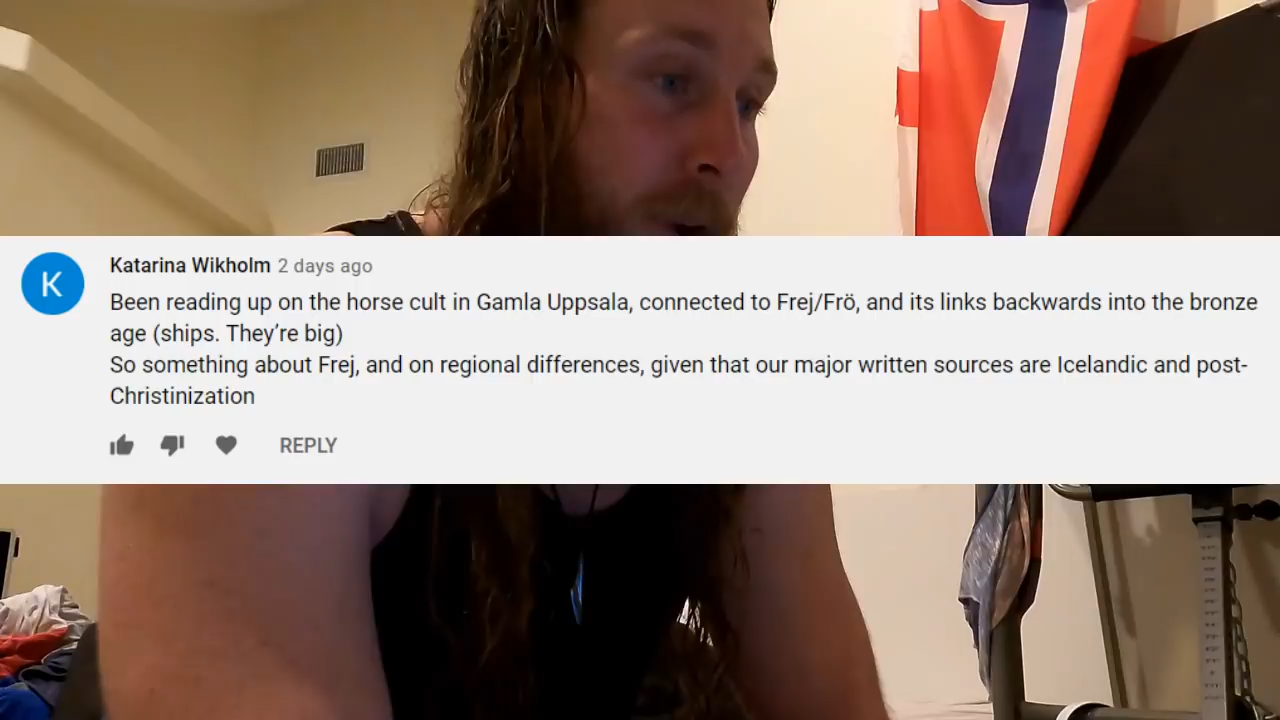 K
Katarina Wikholm 2 days ago
Been reading up on the horse cult in Gamla Uppsala, connected to Frej/Frö, and its links backwards into the bronze
age (ships. They’re big)
So something about Frej, and on regional differences, given that our major written sources are Icelandic and post-
Christinization
REPLY